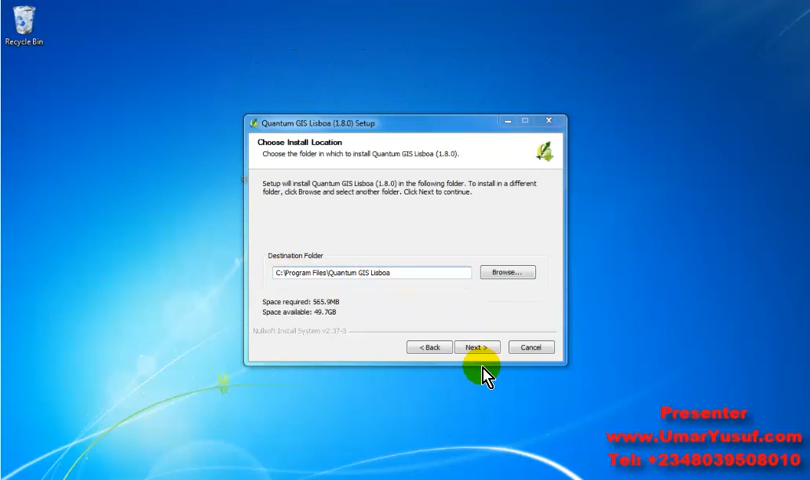 Recycle Bin
Quantum GIS Lisboa (1.8.0) Setup
Choose Install Location
Choose the folder in which to install Quantum GIS Lisboa (1.8.0).
Setup will install Quantum GIS Lisboa (1.8.0) in the following folder. To install in a different
folder, click Browse and select another folder. Click Next to continue.
Destination Folder
C:\Program Files\Quantum GIS Lisboa
Browse...
Space required: 565.9MB
Space available: 49.7GB
Nullsoft Install System v2.37-3
< Back
Next >
Cancel
Presenter
www.UmarYusuf.com
Tel: +2348039508010